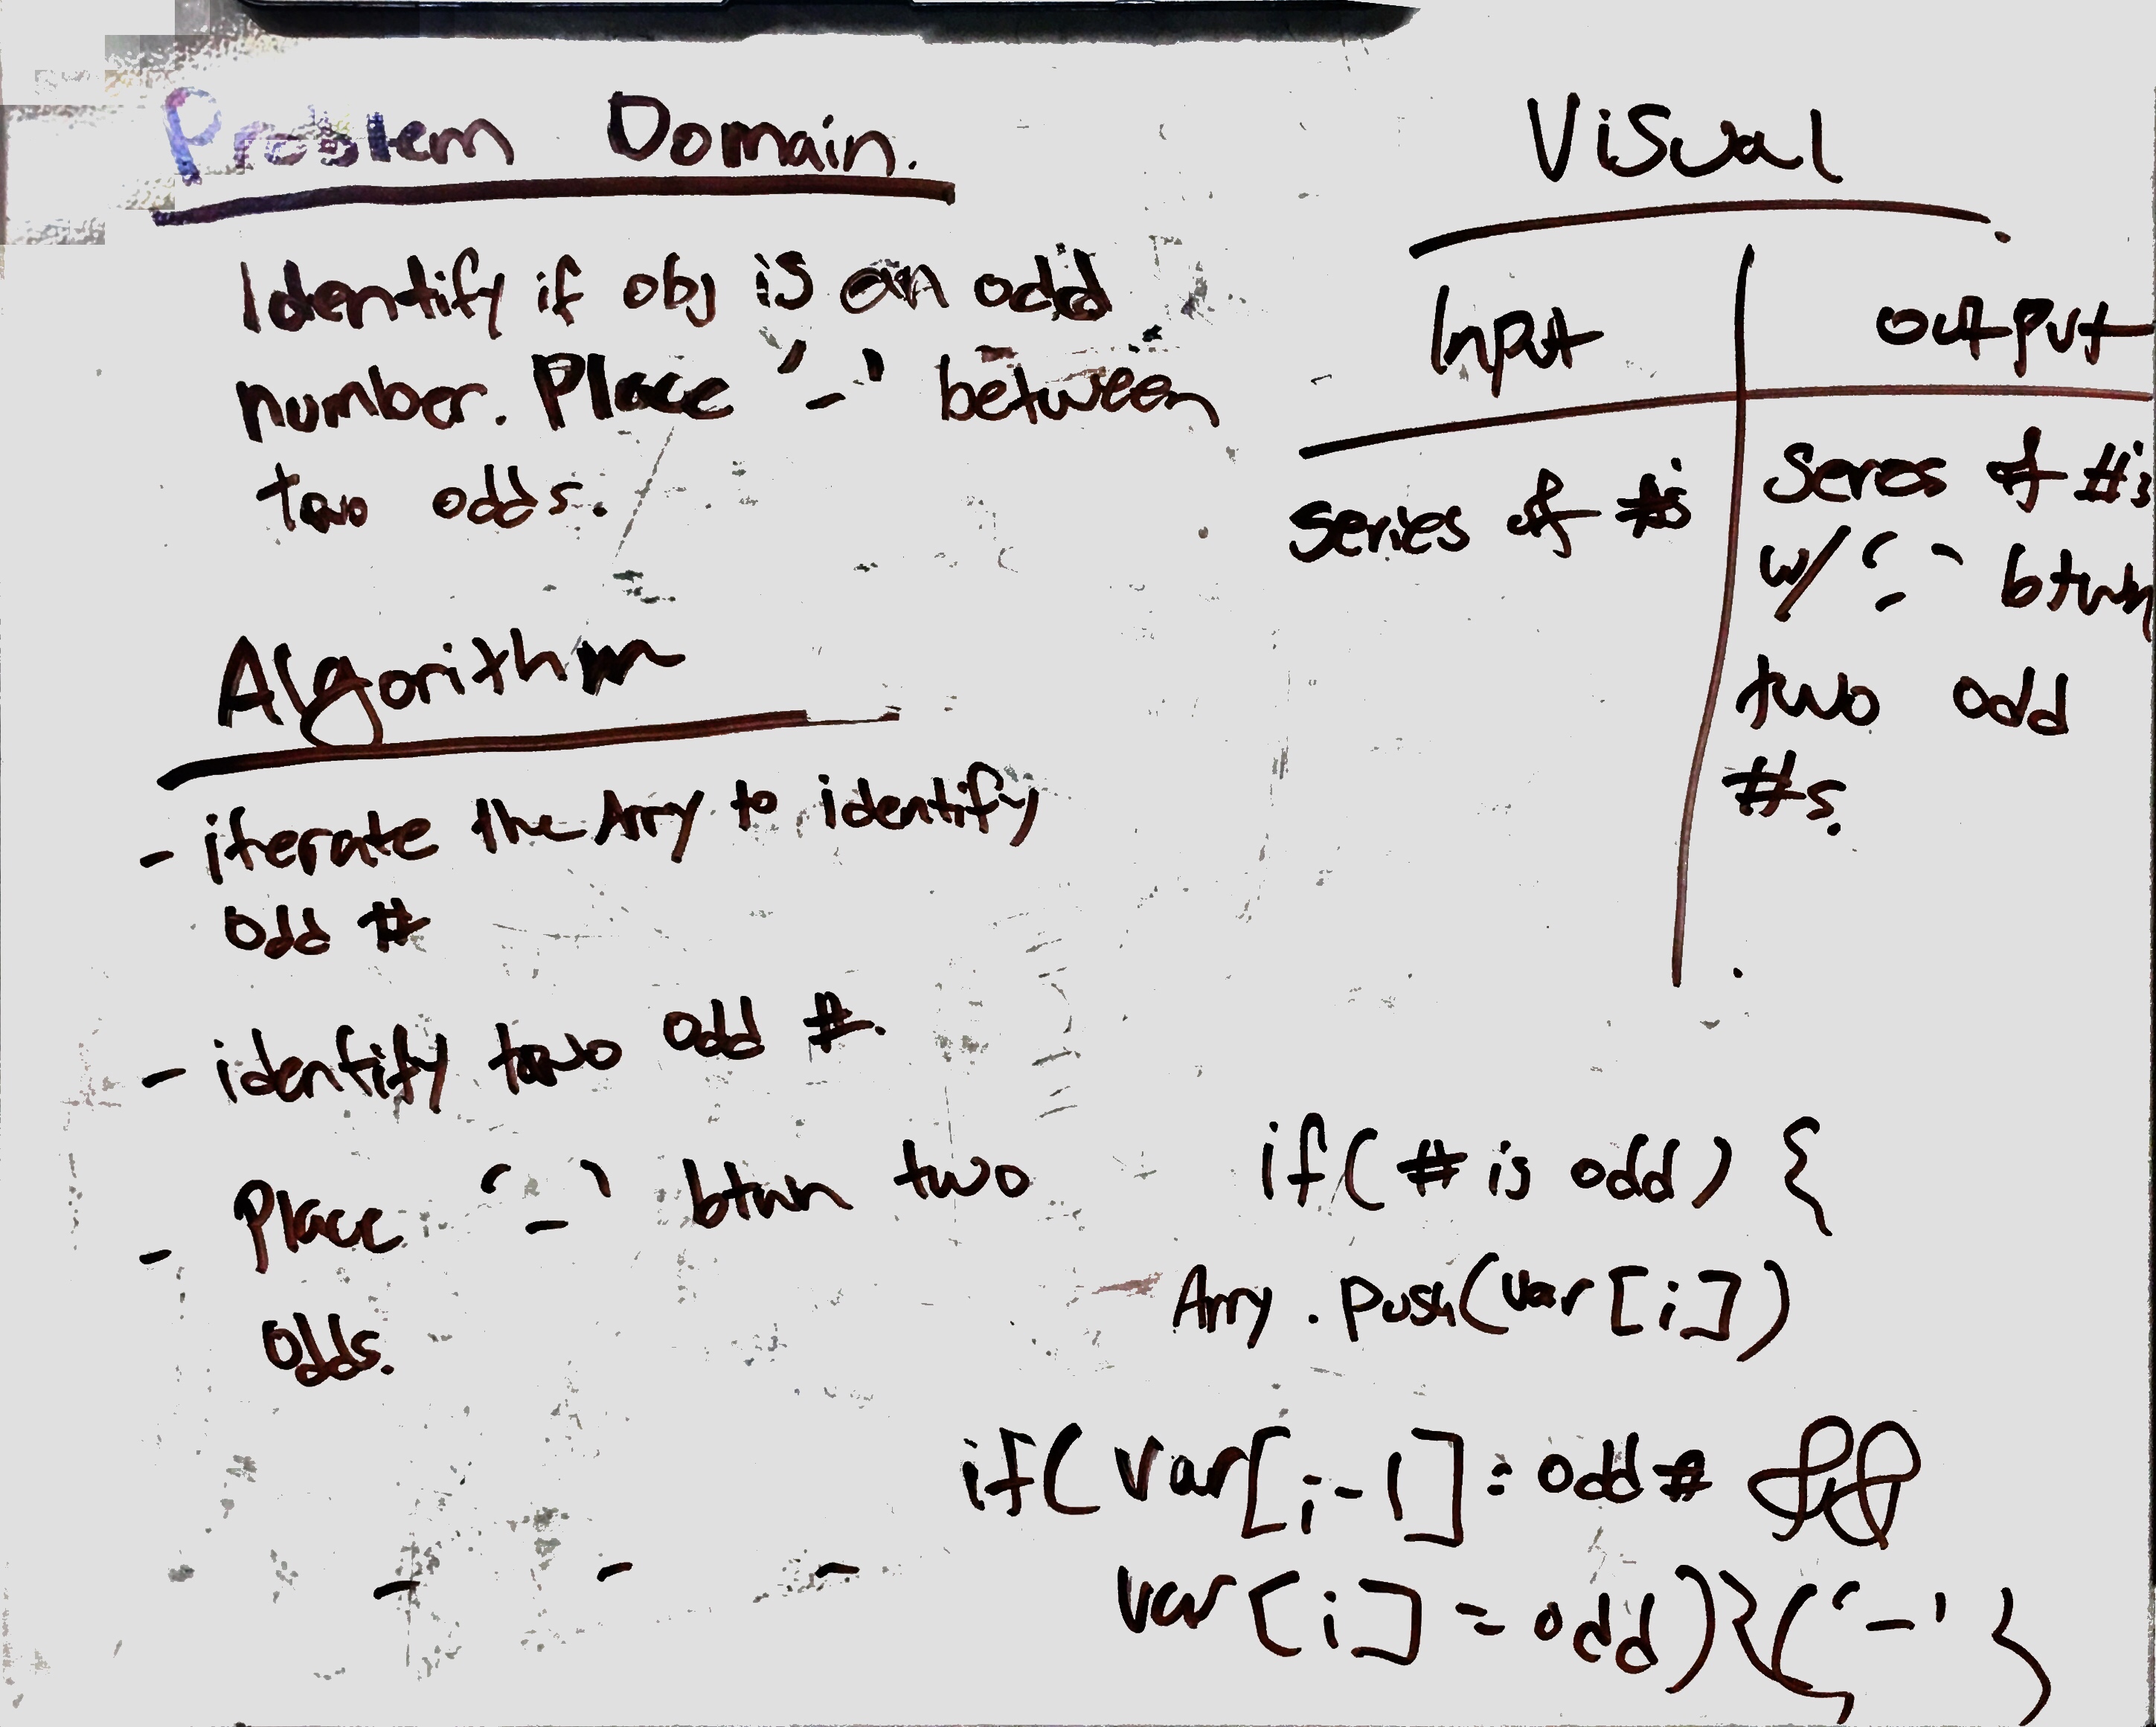 Problem Domain.
Identify if obj is an odd
number. Place '-' between
two odds.
Algorithm
- iterate the Arry to identify
odd #
- identify two odd #.
- Place '-' btwn two
odds.
- - -
Visual
Input
output
series of #s
seres of #'s
w/ '-' btwn
two odd
#s.
if( # is odd) {
Arry . push(var[i])
if( var[i-1] = odd # &&
var[i] = odd)}{('-' }